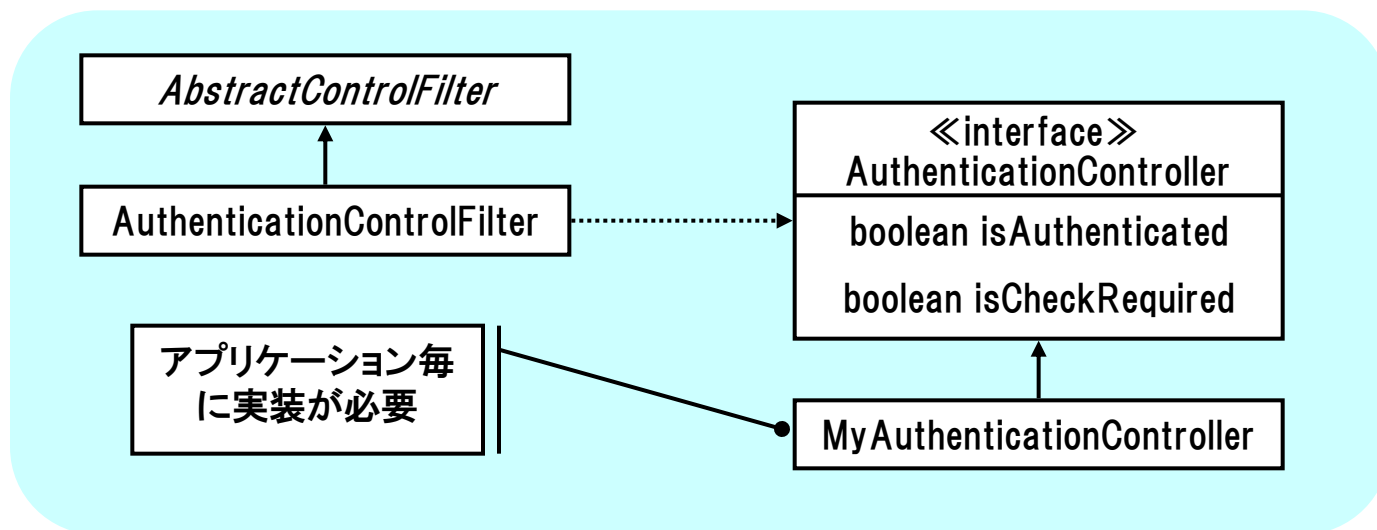 AbstractControlFilter
AuthenticationControlFilter
≪interface≫
AuthenticationController
boolean isAuthenticated
boolean isCheckRequired
アプリケーション毎
に実装が必要
MyAuthenticationController